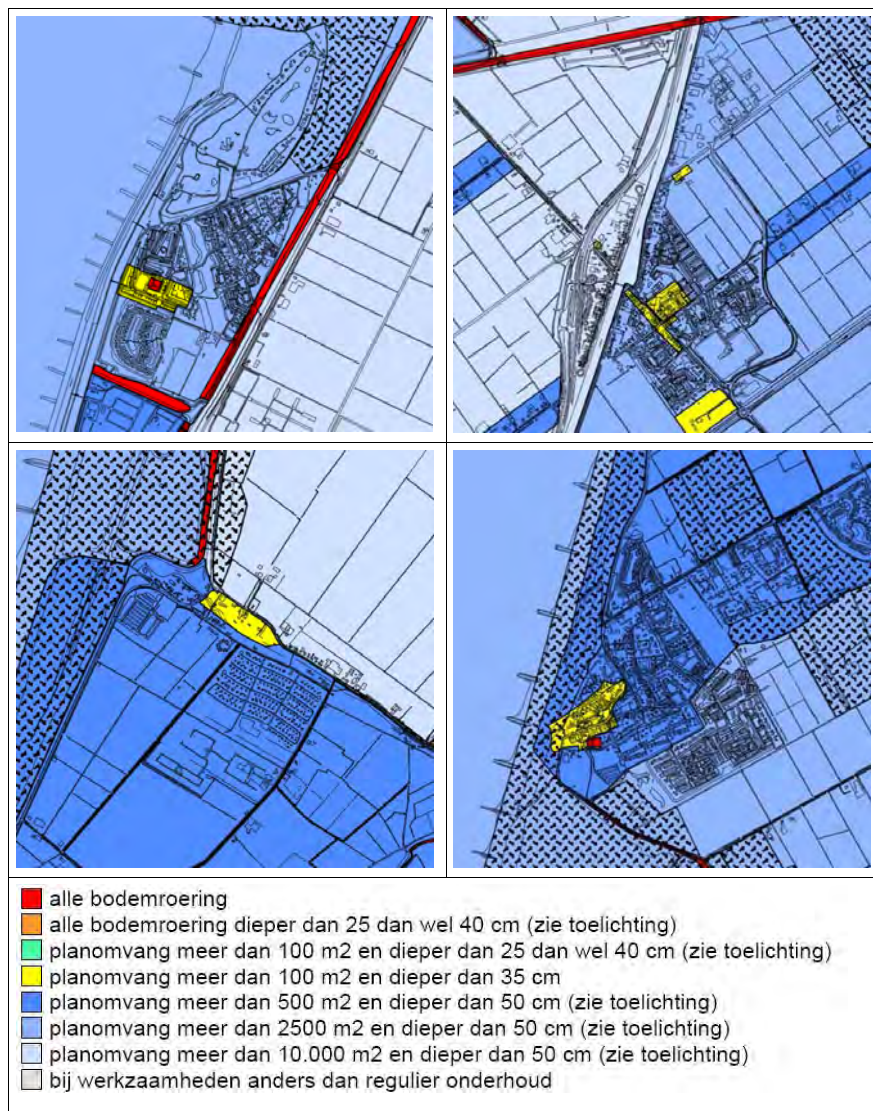 alle bodemroering
alle bodemroering dieper dan 25 dan wel 40 cm (zie toelichting)
planomvang meer dan 100 m2 en dieper dan 25 dan wel 40 cm (zie toelichting)
planomvang meer dan 100 m2 en dieper dan 35 cm
planomvang meer dan 500 m2 en dieper dan 50 cm (zie toelichting)
planomvang meer dan 2500 m2 en dieper dan 50 cm (zie toelichting)
planomvang meer dan 10.000 m2 en dieper dan 50 cm (zie toelichting)
bij werkzaamheden anders dan regulier onderhoud